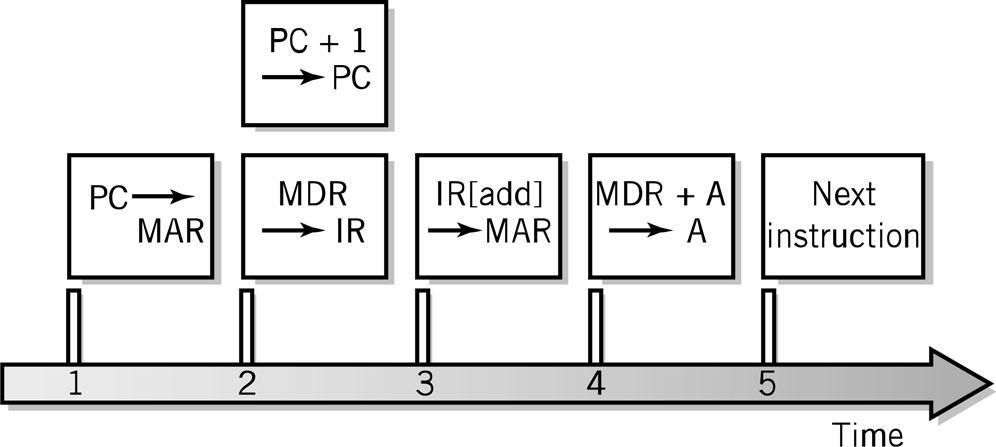 PC + 1
→ PC
PC →
MAR
MDR
→ IR
IR[add]
→ MAR
MDR + A
→ A
Next
instruction
1 2 3 4 5
Time